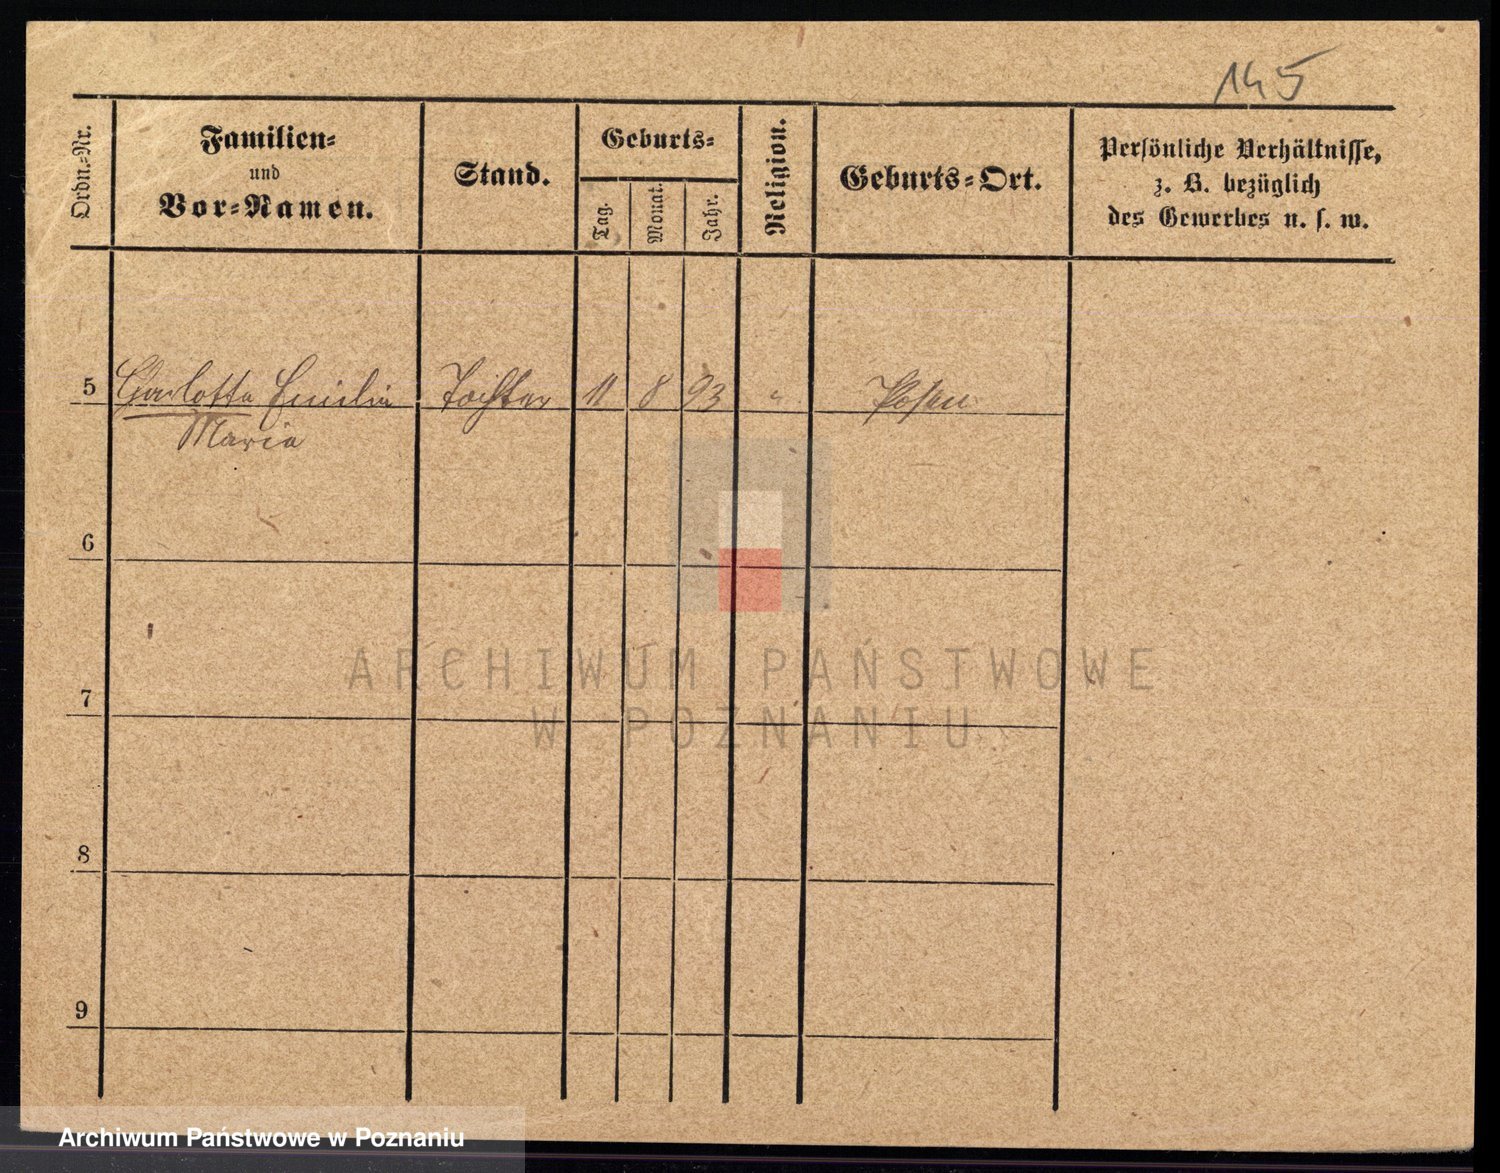 145
Ordn.-Nr.
Familien-
und
Vor-Namen.
Stand.
Geburts-
Tag.
Monat.
Jahr.
Religion.
Geburts-Ort.
Persönliche Verhältnisse,
z. B. bezüglich
des Gewerbes u. s. w.
5 Charlotte Emilie Tochter 11 8 93 " Posen
Maria
6
7
8
9
ARCHIWUM PAŃSTWOWE
W POZNANIU
Archiwum Państwowe w Poznaniu